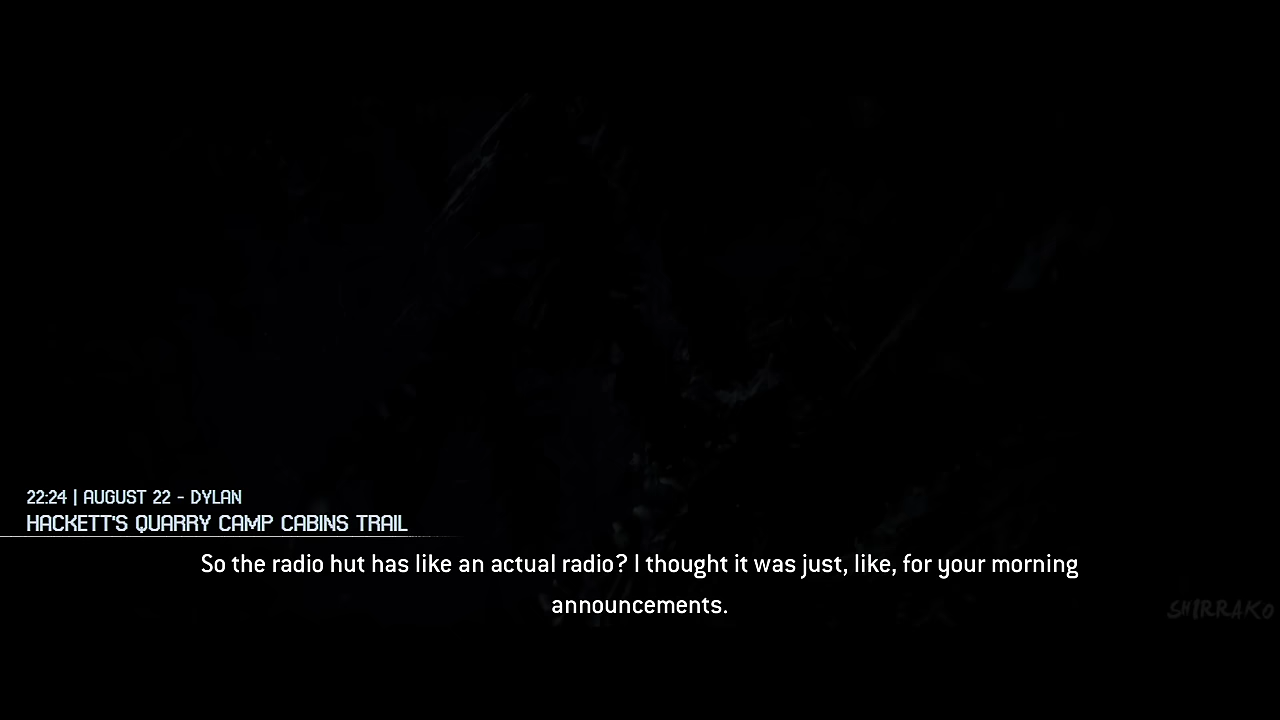 22:24 | AUGUST 22 - DYLAN
HACKETT'S QUARRY CAMP CABINS TRAIL
So the radio hut has like an actual radio? I thought it was just, like, for your morning
announcements.
SHIRRAKO